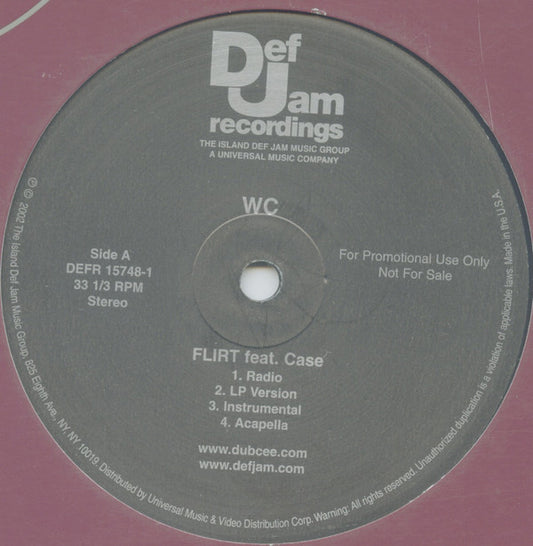 Def
Jam
recordings
THE ISLAND DEF JAM MUSIC GROUP
A UNIVERSAL MUSIC COMPANY
WC
Side A
DEFR 15748-1
33 1/3 RPM
Stereo
For Promotional Use Only
Not For Sale
FLIRT feat. Case
1. Radio
2. LP Version
3. Instrumental
4. Acapella
www.dubcee.com
www.defjam.com
℗ © 2002 The Island Def Jam Music Group, 825 Eighth Ave., NY, NY 10019. Distributed by Universal Music & Video Distribution Corp. Warning: All rights reserved. Unauthorized duplication is a violation of applicable laws. Made in the U.S.A.